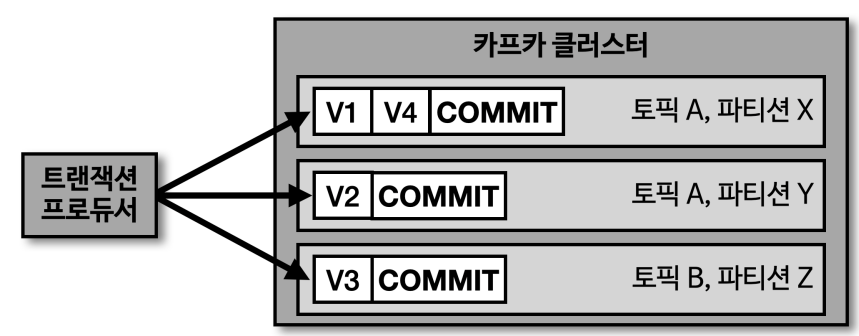 카프카 클러스터
V1 V4 COMMIT 토픽 A, 파티션 X
트랜잭션
프로듀서
V2 COMMIT 토픽 A, 파티션 Y
V3 COMMIT 토픽 B, 파티션 Z